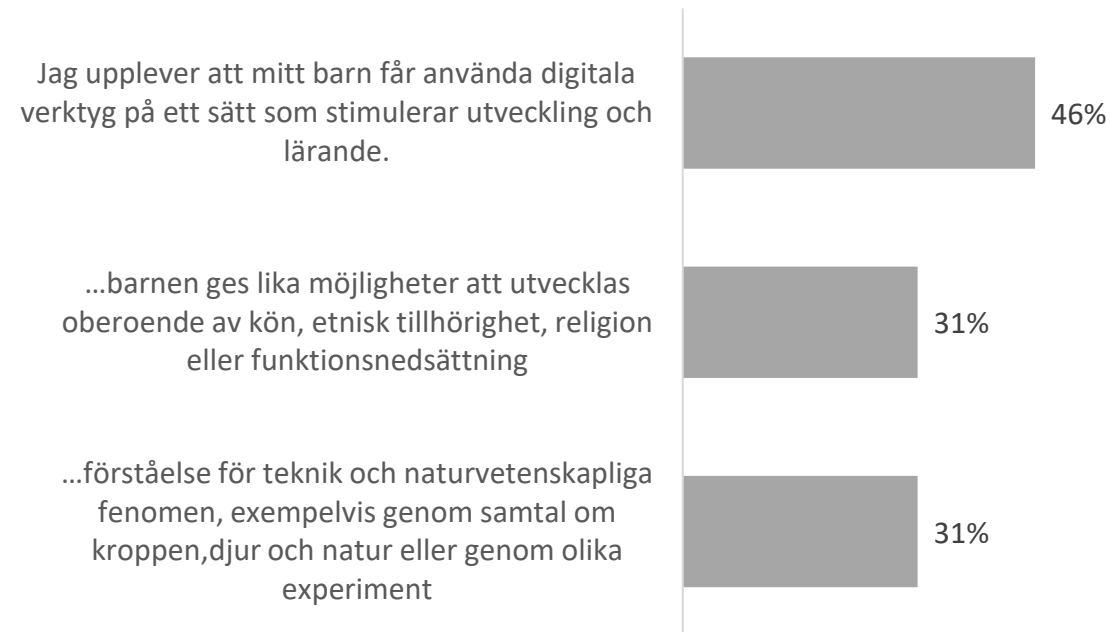 Jag upplever att mitt barn får använda digitala
verktyg på ett sätt som stimulerar utveckling och
lärande.
46%
...barnen ges lika möjligheter att utvecklas
oberoende av kön, etnisk tillhörighet, religion
eller funktionsnedsättning
31%
...förståelse för teknik och naturvetenskapliga
fenomen, exempelvis genom samtal om
kroppen,djur och natur eller genom olika
experiment
31%